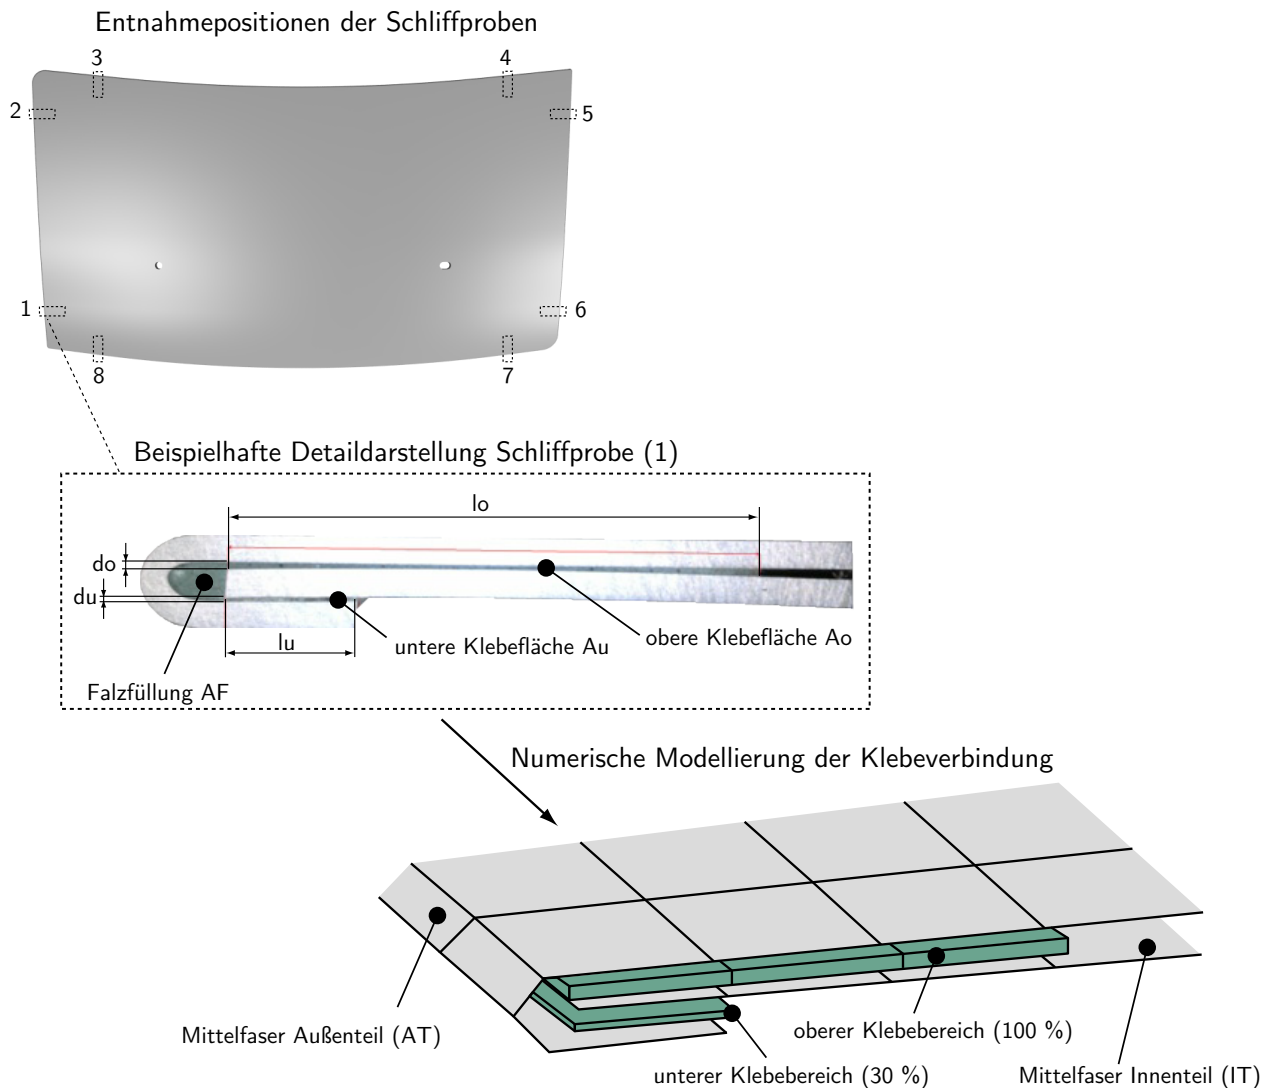 Entnahmepositionen der Schliffproben
3
4
2
5
1
6
8
7
Beispielhafte Detaildarstellung Schliffprobe (1)
lo
do
du
lu
untere Klebefläche Au
obere Klebefläche Ao
Falzfüllung AF
Numerische Modellierung der Klebeverbindung
Mittelfaser Außenteil (AT)
oberer Klebebereich (100 %)
unterer Klebebereich (30 %)
Mittelfaser Innenteil (IT)